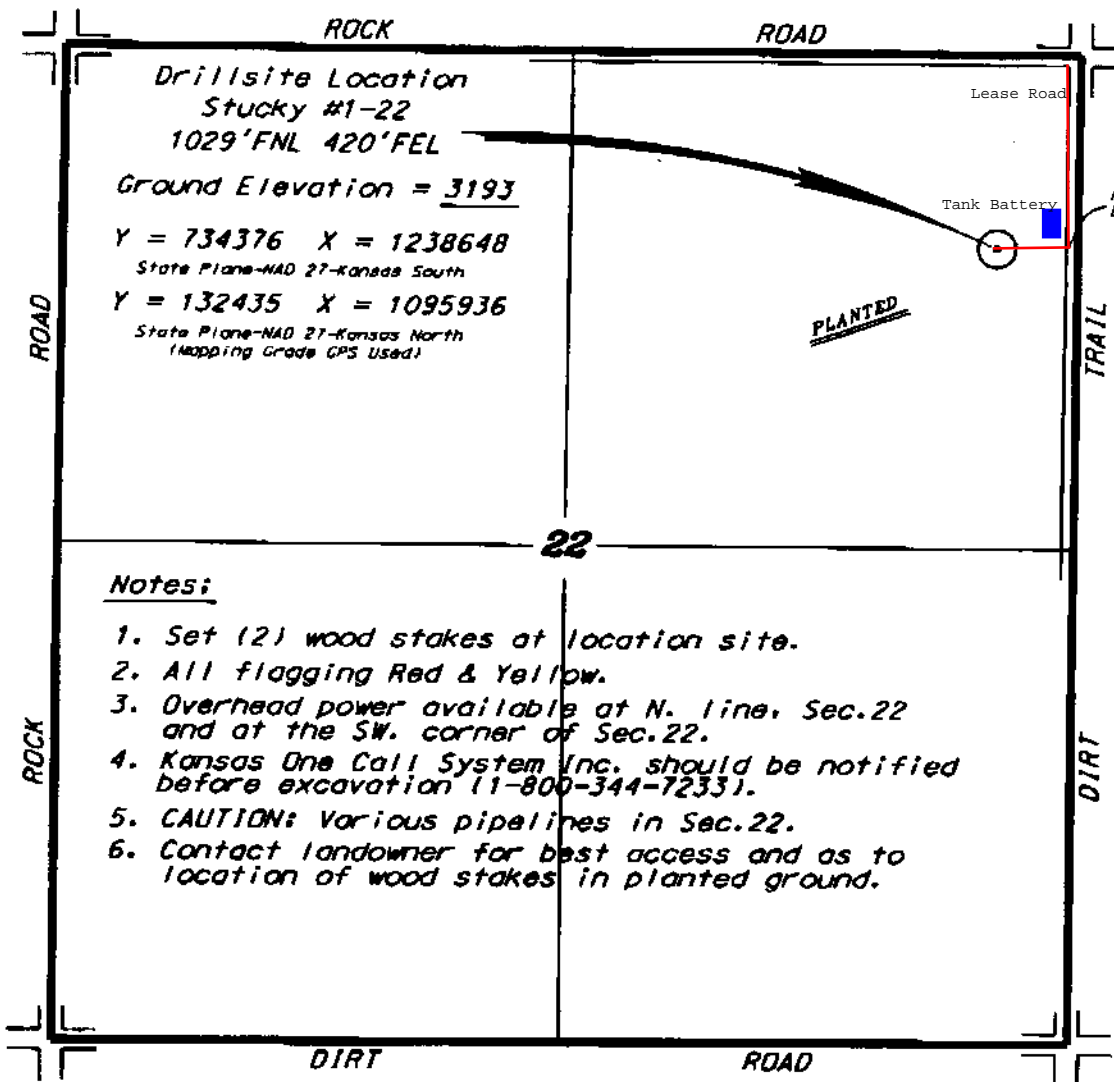 ROCK ROAD
Drillsite Location
Stucky #1-22
1029'FNL 420'FEL
Ground Elevation = 3193
Y = 734376 X = 1238648
State Plane-NAD 27-Kansas South
Y = 132435 X = 1095936
State Plane-NAD 27-Kansas North
(Mapping Grade GPS Used)
Lease Road
Tank Battery
PLANTED
ROAD
TRAIL
22
Notes:
1. Set (2) wood stakes at location site.
2. All flagging Red & Yellow.
3. Overhead power available at N. line, Sec.22
and at the SW. corner of Sec.22.
4. Kansas One Call System Inc. should be notified
before excavation (1-800-344-7233).
5. CAUTION: Various pipelines in Sec.22.
6. Contact landowner for best access and as to
location of wood stakes in planted ground.
ROCK
DIRT
DIRT ROAD